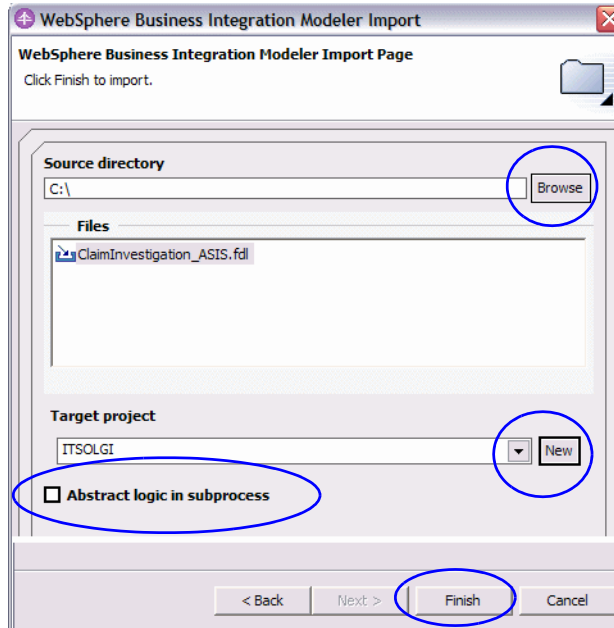 WebSphere Business Integration Modeler Import
WebSphere Business Integration Modeler Import Page
Click Finish to import.
Source directory
C:\
Browse
Files
ClaimInvestigation_ASIS.fdl
Target project
ITSOLGI
New
Abstract logic in subprocess
< Back
Next >
Finish
Cancel